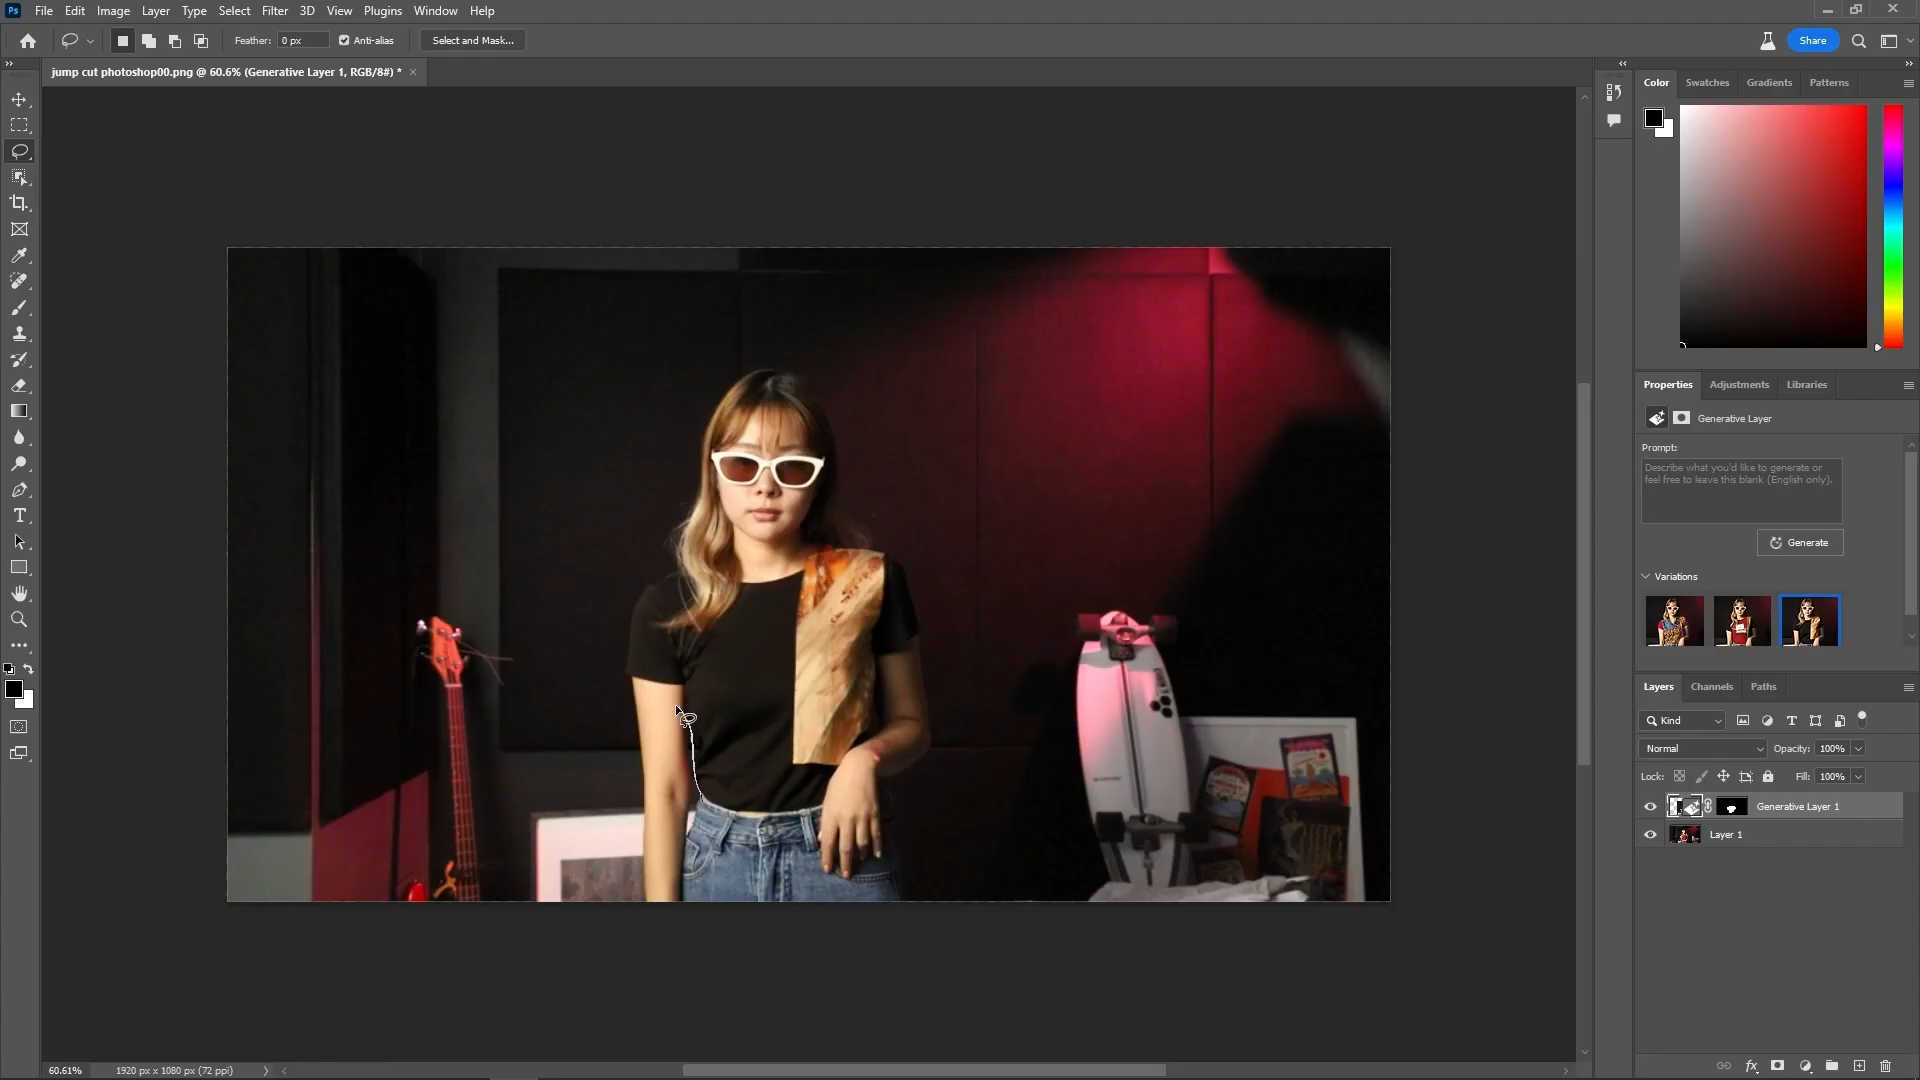 Ps File Edit Image Layer Type Select Filter 3D View Plugins Window Help
Feather: 0 px Anti-alias Select and Mask... Share
jump cut photoshop00.png @ 60.6% (Generative Layer 1, RGB/8#) * ×
Color Swatches Gradients Patterns
Properties Adjustments Libraries
Generative Layer
Prompt:
Describe what you'd like to generate or
feel free to leave this blank (English only).
Generate
Variations
Layers Channels Paths
Kind
Normal Opacity: 100%
Lock: Fill: 100%
Generative Layer 1
Layer 1
60.61% 1920 px x 1080 px (72 ppi)